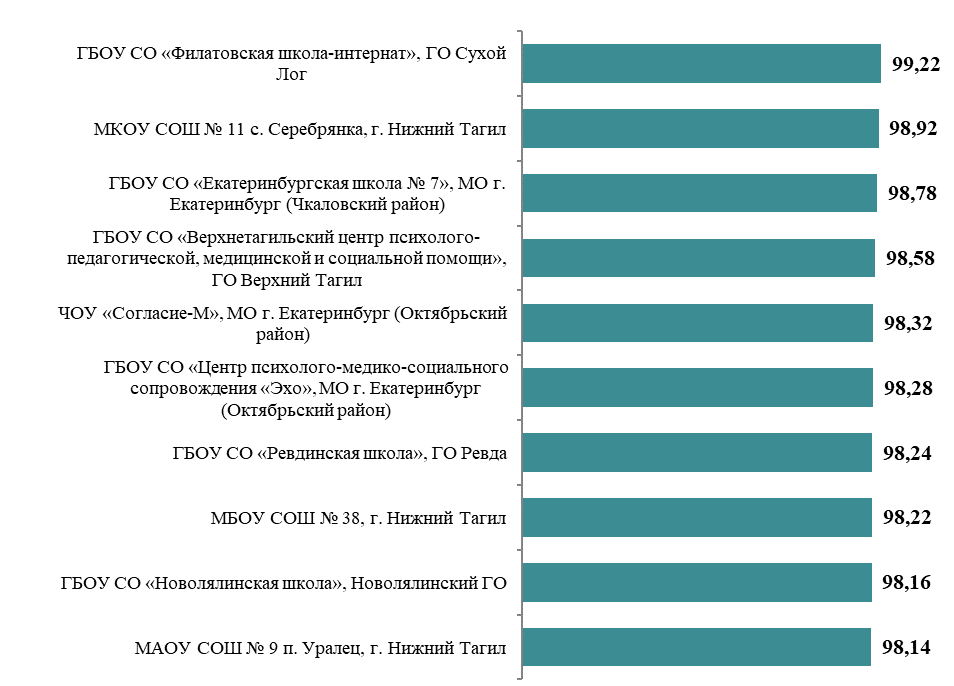 ГБОУ СО «Филатовская школа-интернат», ГО Сухой
Лог
99,22
МКОУ СОШ № 11 с. Серебрянка, г. Нижний Тагил
98,92
ГБОУ СО «Екатеринбургская школа № 7», МО г.
Екатеринбург (Чкаловский район)
98,78
ГБОУ СО «Верхнетагильский центр психолого-
педагогической, медицинской и социальной помощи»,
ГО Верхний Тагил
98,58
ЧОУ «Согласие-М», МО г. Екатеринбург (Октябрьский
район)
98,32
ГБОУ СО «Центр психолого-медико-социального
сопровождения «Эхо», МО г. Екатеринбург
(Октябрьский район)
98,28
ГБОУ СО «Ревдинская школа», ГО Ревда
98,24
МБОУ СОШ № 38, г. Нижний Тагил
98,22
ГБОУ СО «Новолялинская школа», Новолялинский ГО
98,16
МАОУ СОШ № 9 п. Уралец, г. Нижний Тагил
98,14